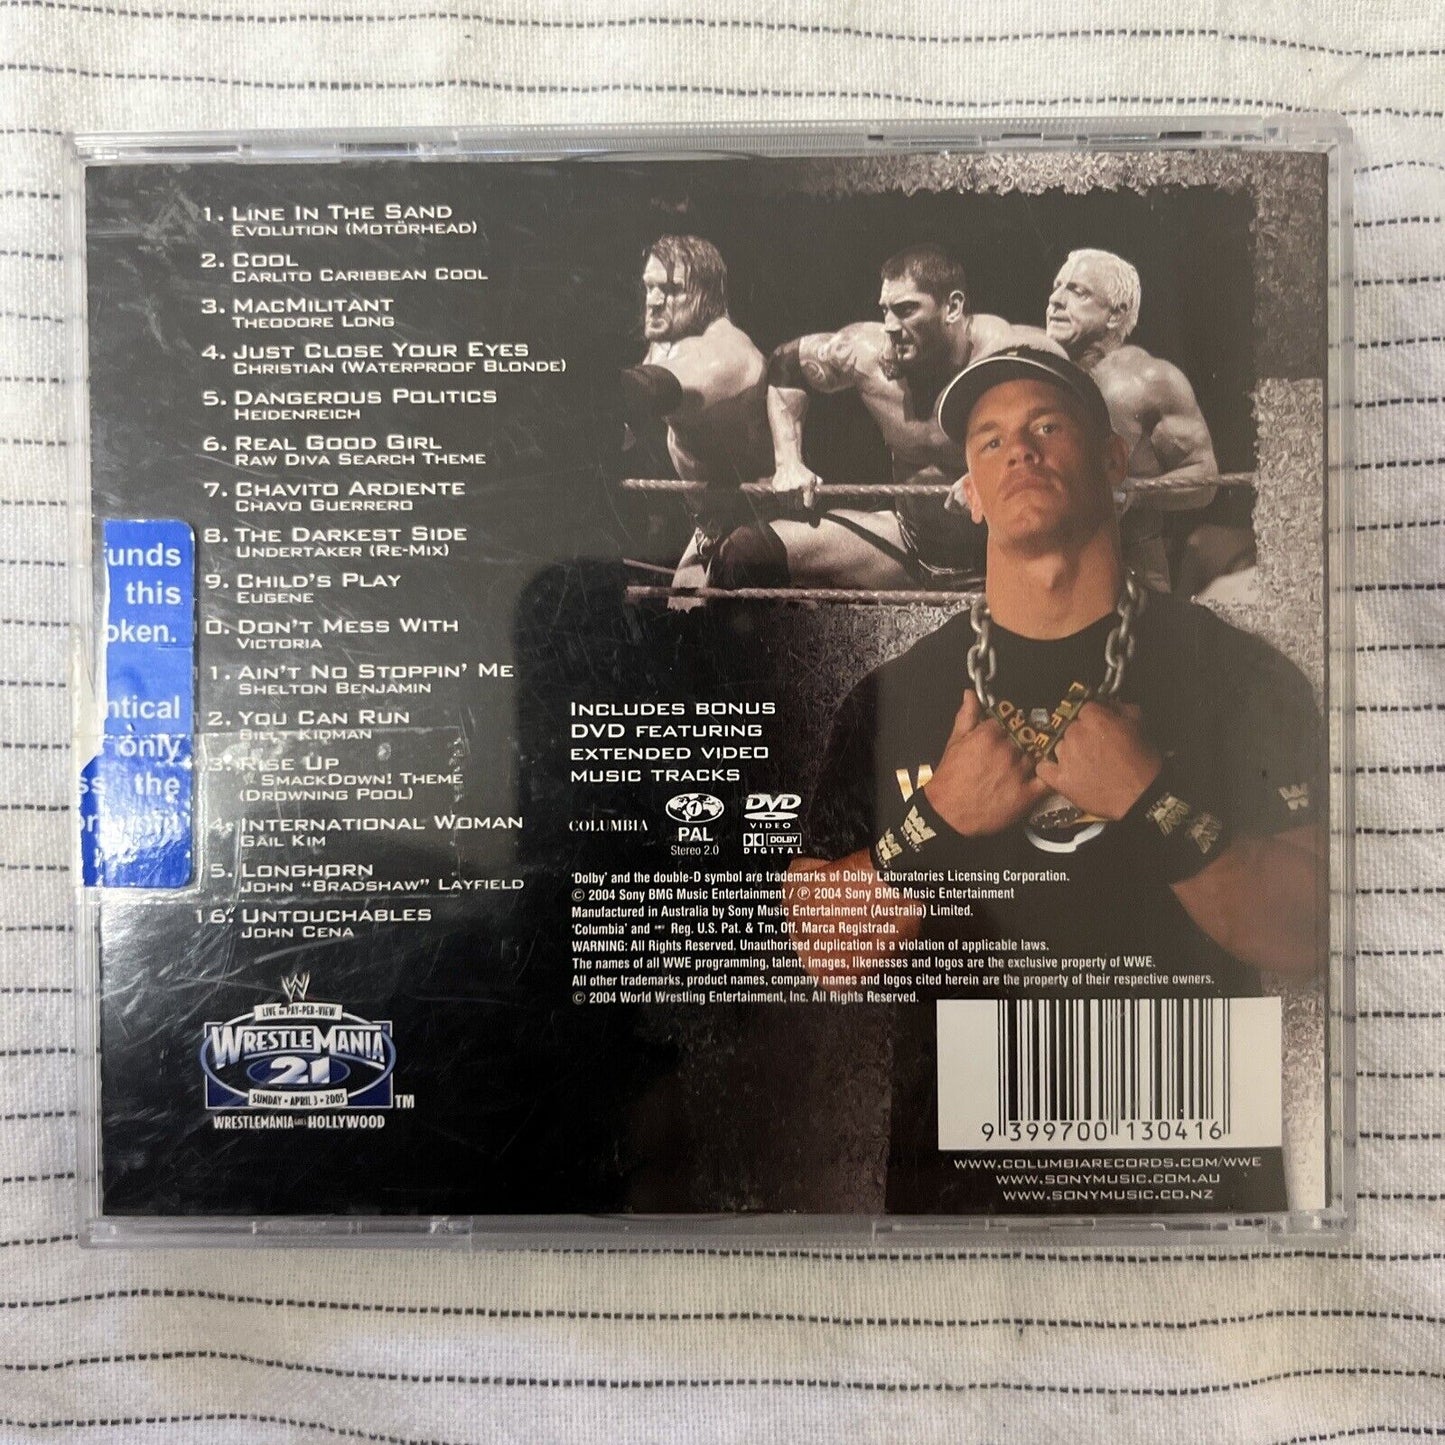 1. Line In The Sand
Evolution (Motörhead)
2. Cool
Carlito Caribbean Cool
3. MacMilitant
Theodore Long
4. Just Close Your Eyes
Christian (Waterproof Blonde)
5. Dangerous Politics
Heidenreich
6. Real Good Girl
Raw Diva Search Theme
7. Chavito Ardiente
Chavo Guerrero
8. The Darkest Side
Undertaker (Re-Mix)
9. Child's Play
Eugene
0. Don't Mess With
Victoria
1. Ain't No Stoppin' Me
Shelton Benjamin
2. You Can Run
Billy Kidman
3. Rise Up
SmackDown! Theme
(Drowning Pool)
4. International Woman
Gail Kim
5. Longhorn
John "Bradshaw" Layfield
16. Untouchables
John Cena
unds
this
oken.
ntical
only
ss the
W
LIVE on PAY-PER-VIEW
WRESTLEMANIA
21
SUNDAY • APRIL 3 • 2005
TM
WRESTLEMANIA GOES HOLLYWOOD
Includes bonus
DVD featuring
extended video
music tracks
COLUMBIA
1
PAL
Stereo 2.0
DVD
VIDEO
DOLBY
DIGITAL
'Dolby' and the double-D symbol are trademarks of Dolby Laboratories Licensing Corporation.
© 2004 Sony BMG Music Entertainment / ℗ 2004 Sony BMG Music Entertainment
Manufactured in Australia by Sony Music Entertainment (Australia) Limited.
'Columbia' and Reg. U.S. Pat. & Tm, Off. Marca Registrada.
WARNING: All Rights Reserved. Unauthorised duplication is a violation of applicable laws.
The names of all WWE programming, talent, images, likenesses and logos are the exclusive property of WWE.
All other trademarks, product names, company names and logos cited herein are the property of their respective owners.
© 2004 World Wrestling Entertainment, Inc. All Rights Reserved.
9 399700 130416
www.columbiarecords.com/wwe
www.sonymusic.com.au
www.sonymusic.co.nz